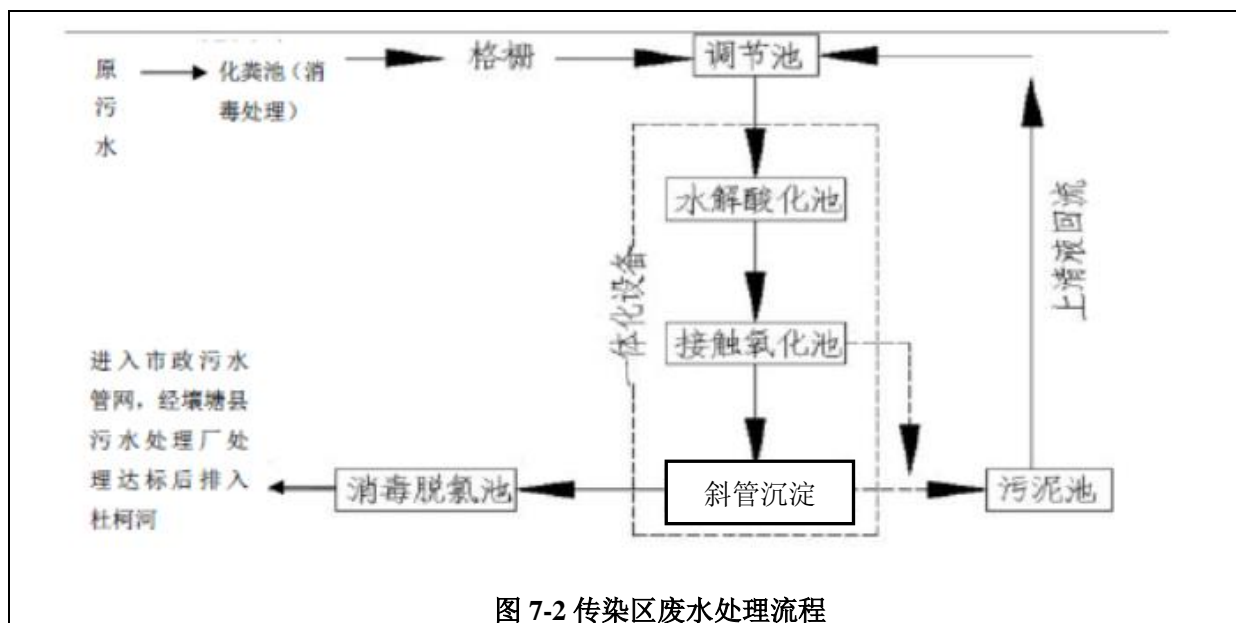 原
污
水
化粪池（消
毒处理）
格栅
调节池
水解酸化池
一体化设备
接触氧化池
上清液回流
进入市政污水
管网，经壤塘县
污水处理厂处
理达标后排入
杜柯河
消毒脱氯池
斜管沉淀
污泥池
图 7-2 传染区废水处理流程